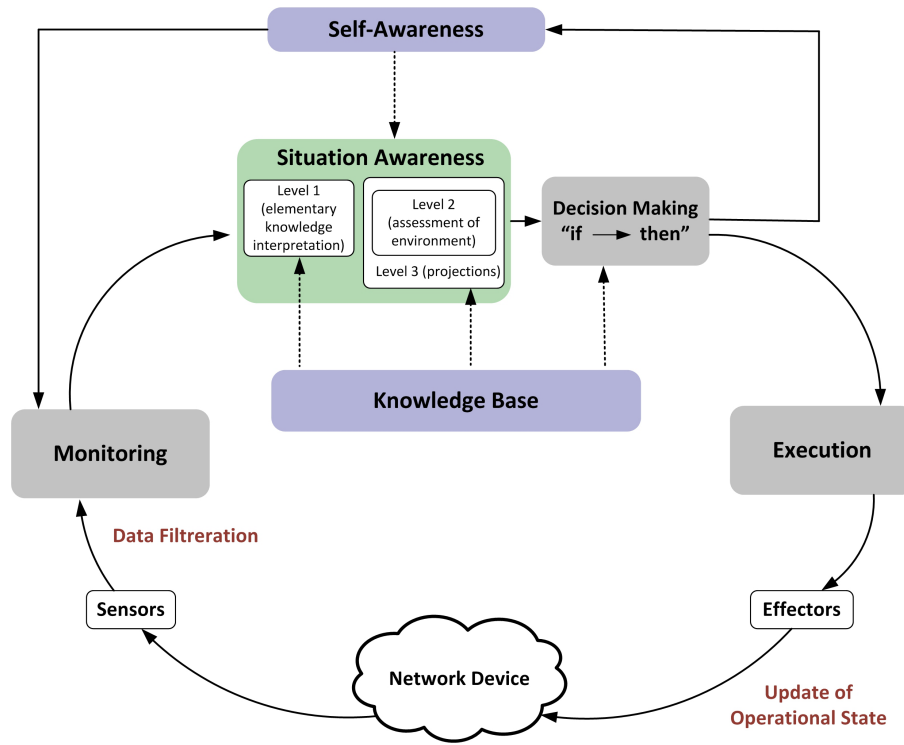 Self-Awareness
Situation Awareness
Level 1
(elementary
knowledge
interpretation)
Level 2
(assessment of
environment)
Level 3 (projections)
Decision Making
“if → then”
Knowledge Base
Monitoring
Execution
Data Filtreration
Sensors
Effectors
Network Device
Update of
Operational State